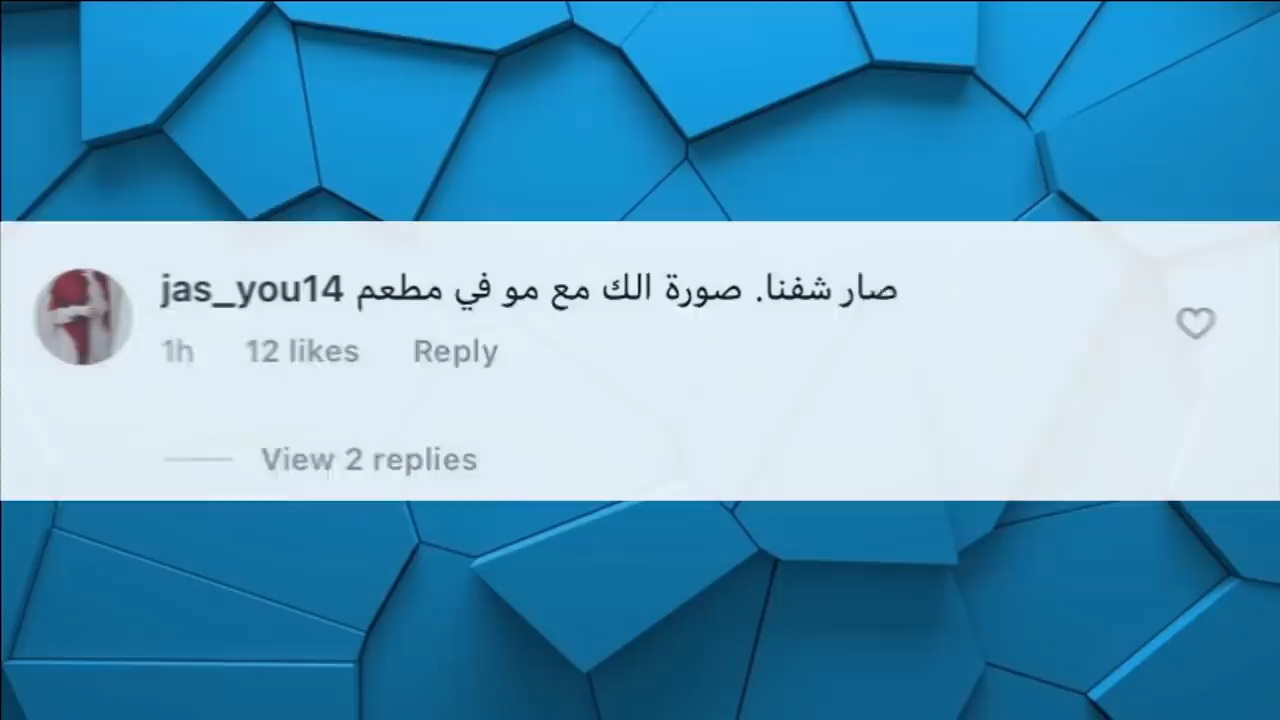 jas_you14 صار شفنا. صورة الك مع مو في مطعم
1h 12 likes Reply
View 2 replies